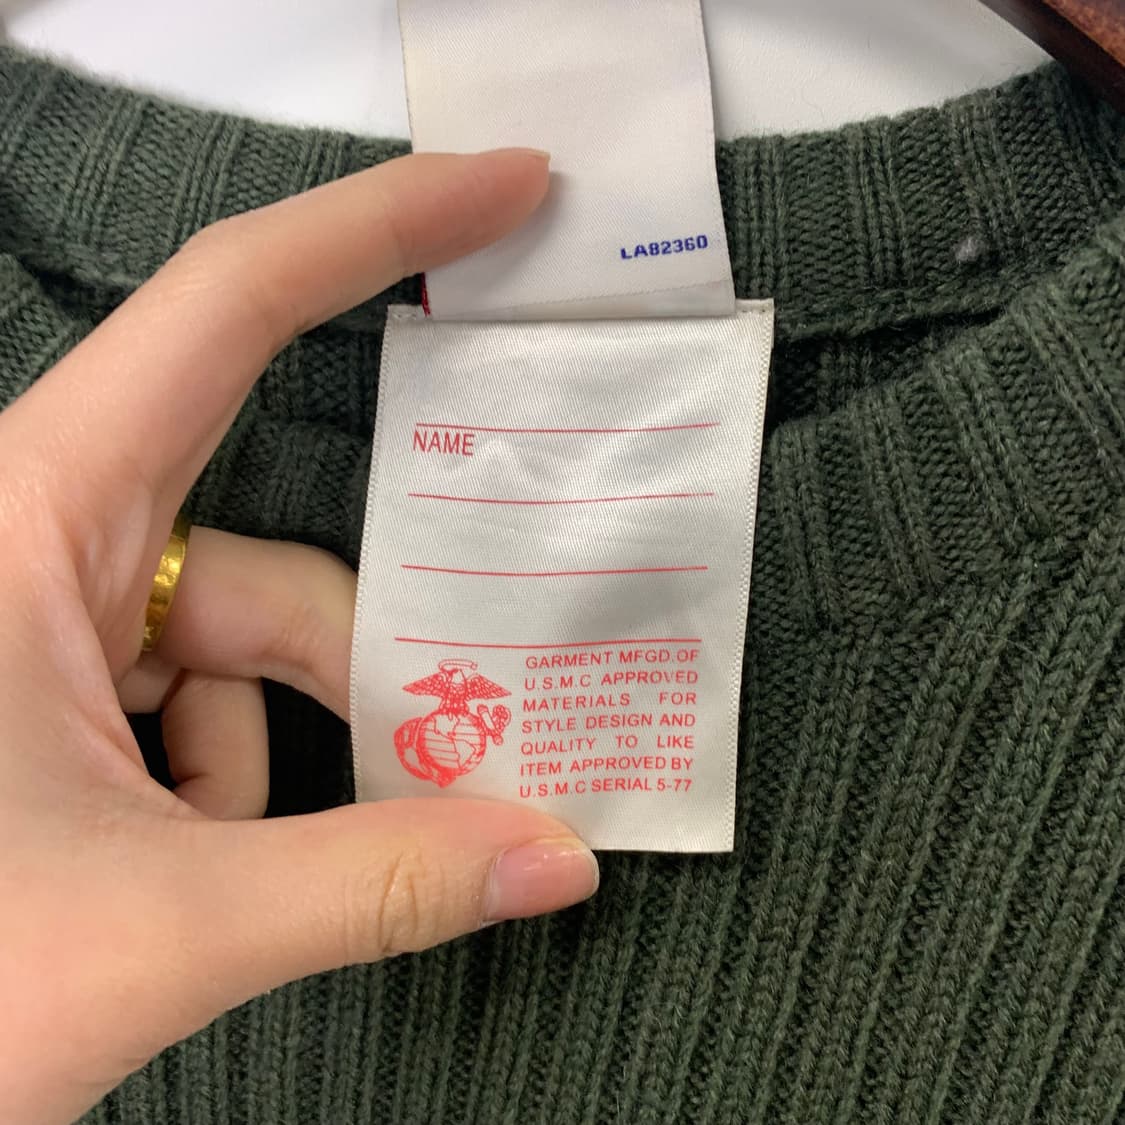 LA82360
NAME
GARMENT MFGD.OF
U.S.M.C APPROVED
MATERIALS FOR
STYLE DESIGN AND
QUALITY TO LIKE
ITEM APPROVED BY
U.S.M.C SERIAL 5-77